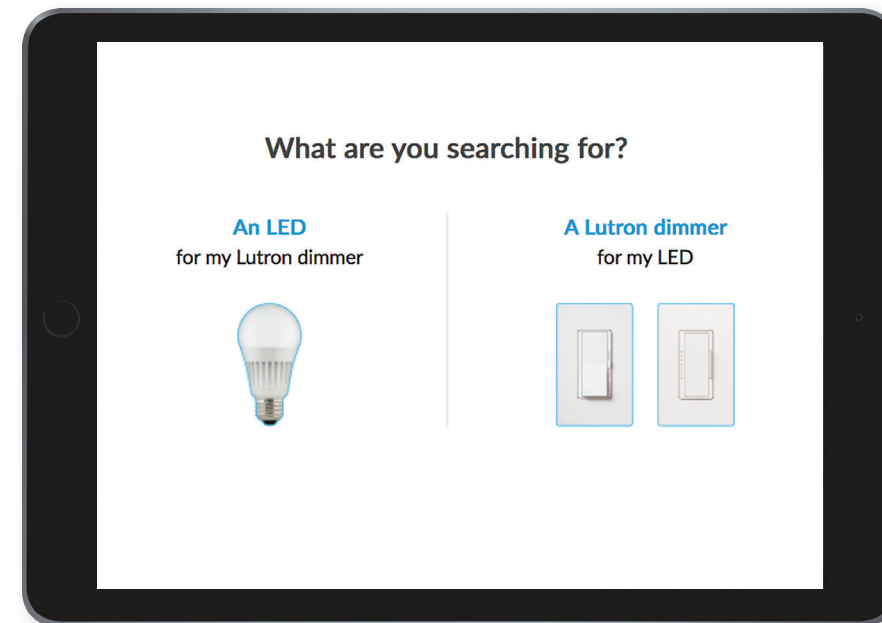 What are you searching for?
An LED
for my Lutron dimmer
A Lutron dimmer
for my LED